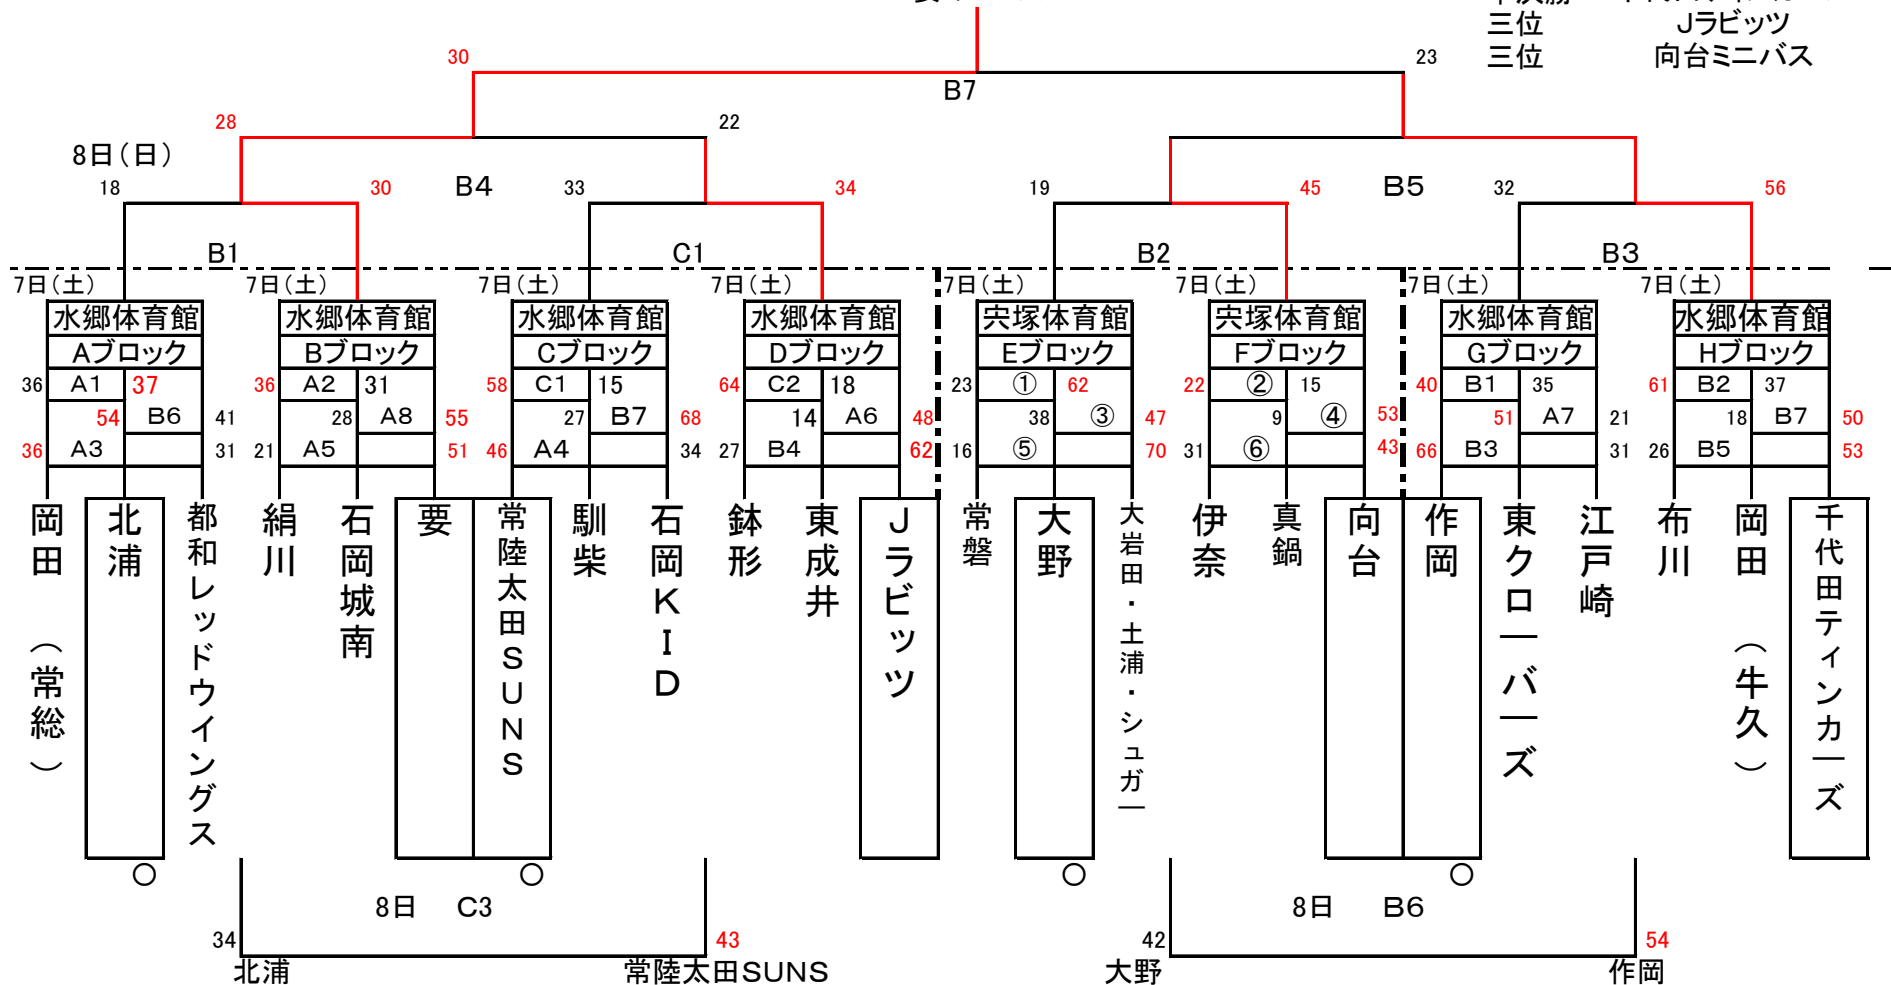 三位 Jラビッツ
三位 向台ミニバス
30 23
B7
28 22
8日(日)
18 30 B4 33 34 19 45 B5 32 56
B1 C1 B2 B3
7日(土) 7日(土) 7日(土) 7日(土) 7日(土) 7日(土) 7日(土) 7日(土)
水郷体育館 水郷体育館 水郷体育館 水郷体育館 宍塚体育館 宍塚体育館 水郷体育館 水郷体育館
Aブロック Bブロック Cブロック Dブロック Eブロック Fブロック Gブロック Hブロック
36 A1 37 36 A2 31 58 C1 15 64 C2 18 23 ① 62 22 ② 15 40 B1 35 61 B2 37
54 B6 41 28 A8 55 27 B7 68 14 A6 48 38 ③ 47 9 ④ 53 51 A7 21 18 B7 50
36 A3 31 21 A5 51 46 A4 34 27 B4 62 16 ⑤ 70 31 ⑥ 43 66 B3 31 26 B5 53
岡田(常総)
北浦
都和レッドウイングス
絹川
石岡城南
要
常陸太田SUNS
馴柴
石岡KID
鉢形
東成井
Jラビッツ
常磐
大野
大岩田・土浦・シュガー
伊奈
真鍋
向台
作岡
東クローバーズ
江戸崎
布川
岡田(牛久)
千代田ティンカーズ
○ ○ ○ ○
8日 C3 8日 B6
34 43 42 54
北浦 常陸太田SUNS 大野 作岡